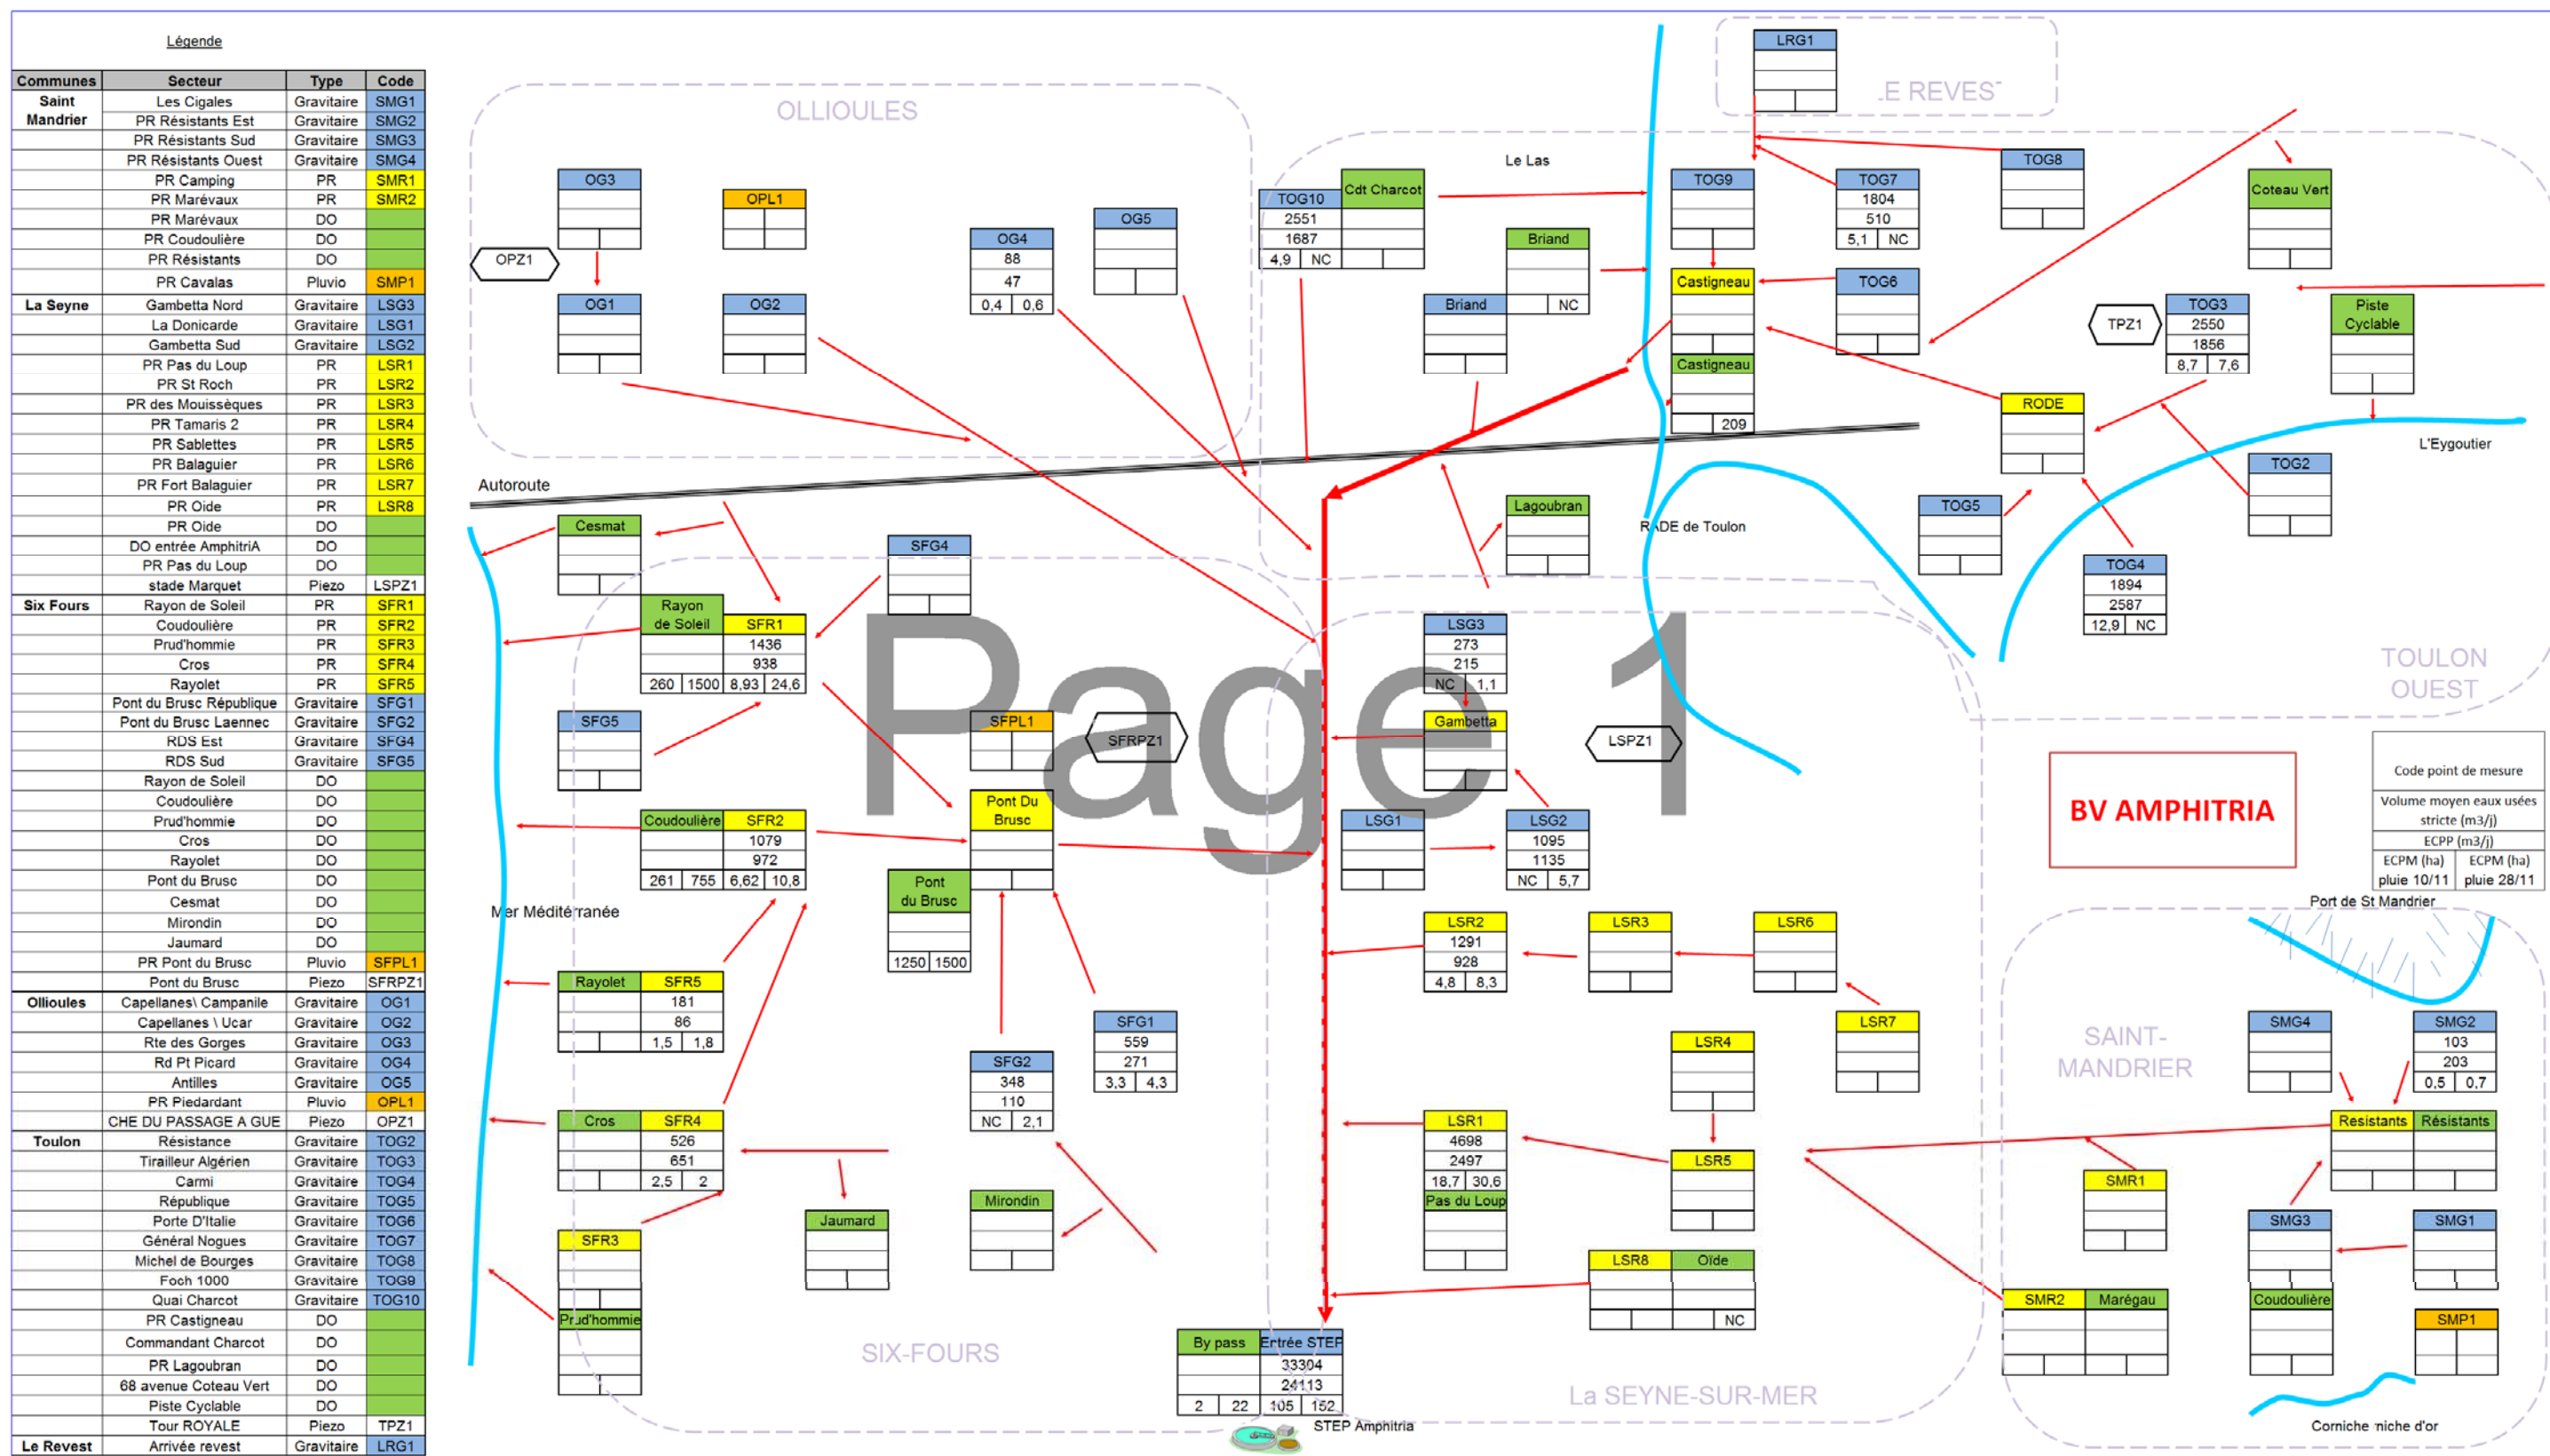 Légende
Communes Secteur Type Code
Saint Les Cigales Gravitaire SMG1
Mandrier PR Résistants Est Gravitaire SMG2
PR Résistants Sud Gravitaire SMG3
PR Résistants Ouest Gravitaire SMG4
PR Camping PR SMR1
PR Marévaux PR SMR2
PR Marévaux DO
PR Coudoulière DO
PR Résistants DO
PR Cavalas Pluvio SMP1
La Seyne Gambetta Nord Gravitaire LSG3
La Donicarde Gravitaire LSG1
Gambetta Sud Gravitaire LSG2
PR Pas du Loup PR LSR1
PR St Roch PR LSR2
PR des Mouissèques PR LSR3
PR Tamaris 2 PR LSR4
PR Sablettes PR LSR5
PR Balaguier PR LSR6
PR Fort Balaguier PR LSR7
PR Oide PR LSR8
PR Oide DO
DO entrée AmphitriA DO
PR Pas du Loup DO
stade Marquet Piezo LSPZ1
Six Fours Rayon de Soleil PR SFR1
Coudoulière PR SFR2
Prud'hommie PR SFR3
Cros PR SFR4
Rayolet PR SFR5
Pont du Brusc République Gravitaire SFG1
Pont du Brusc Laennec Gravitaire SFG2
RDS Est Gravitaire SFG4
RDS Sud Gravitaire SFG5
Rayon de Soleil DO
Coudoulière DO
Prud'hommie DO
Cros DO
Rayolet DO
Pont du Brusc DO
Cesmat DO
Mirondin DO
Jaumard DO
PR Pont du Brusc Pluvio SFPL1
Pont du Brusc Piezo SFRPZ1
Ollioules Capellanes\ Campanile Gravitaire OG1
Capellanes \ Ucar Gravitaire OG2
Rte des Gorges Gravitaire OG3
Rd Pt Picard Gravitaire OG4
Antilles Gravitaire OG5
PR Piedardant Pluvio OPL1
CHE DU PASSAGE A GUE Piezo OPZ1
Toulon Résistance Gravitaire TOG2
Tirailleur Algérien Gravitaire TOG3
Carmi Gravitaire TOG4
République Gravitaire TOG5
Porte D'Italie Gravitaire TOG6
Général Nogues Gravitaire TOG7
Michel de Bourges Gravitaire TOG8
Foch 1000 Gravitaire TOG9
Quai Charcot Gravitaire TOG10
PR Castigneau DO
Commandant Charcot DO
PR Lagoubran DO
68 avenue Coteau Vert DO
Piste Cyclable DO
Tour ROYALE Piezo TPZ1
Le Revest Arrivée revest Gravitaire LRG1
OLLIOULES
OG3
OPL1
OPZ1
OG1
OG2
OG4
88
47
0,4 0,6
OG5
LRG1
E REVES
Le Las
TOG10
2551
1687
4,9 NC
Cdt Charcot
Briand
NC
Briand
TOG9
TOG7
1804
510
5,1 NC
TOG8
Coteau Vert
Castigneau
TOG6
Castigneau
209
TPZ1
TOG3
2550
1856
8,7 7,6
Piste
Cyclable
RODE
L'Eygoutier
TOG2
TOG5
TOG4
1894
2587
12,9 NC
TOULON
OUEST
Autoroute
Lagoubran
RADE de Toulon
Cesmat
SFG4
Rayon
de Soleil
SFR1
1436
938
260 1500 8,93 24,6
SFG5
SFPL1
SFRPZ1
Page 1
LSG3
273
215
NC 1,1
Gambetta
LSPZ1
LSG1
LSG2
1095
1135
NC 5,7
Coudoulière SFR2
1079
972
261 755 6,62 10,8
Pont Du
Brusc
Pont
du Brusc
1250 1500
Mer Méditérranée
Rayolet SFR5
181
86
1,5 1,8
SFG1
559
271
3,3 4,3
SFG2
348
110
NC 2,1
Cros SFR4
526
651
2,5 2
Mirondin
Jaumard
SFR3
Prud'hommie
SIX-FOURS
LSR2
1291
928
4,8 8,3
LSR3
LSR6
LSR7
LSR4
LSR1
4698
2497
18,7 30,6
Pas du Loup
LSR5
LSR8 Oïde
NC
By pass Entrée STEP
33304
24113
2 22 105 152
STEP Amphitria
La SEYNE-SUR-MER
BV AMPHITRIA
Code point de mesure
Volume moyen eaux usées
stricte (m3/j)
ECPP (m3/j)
ECPM (ha) ECPM (ha)
pluie 10/11 pluie 28/11
Port de St Mandrier
SAINT-
MANDRIER
SMG4
SMG2
103
203
0,5 0,7
Resistants Résistants
SMR1
SMG3
SMG1
SMR2 Marégau
Coudoulière
SMP1
Corniche niche d'or